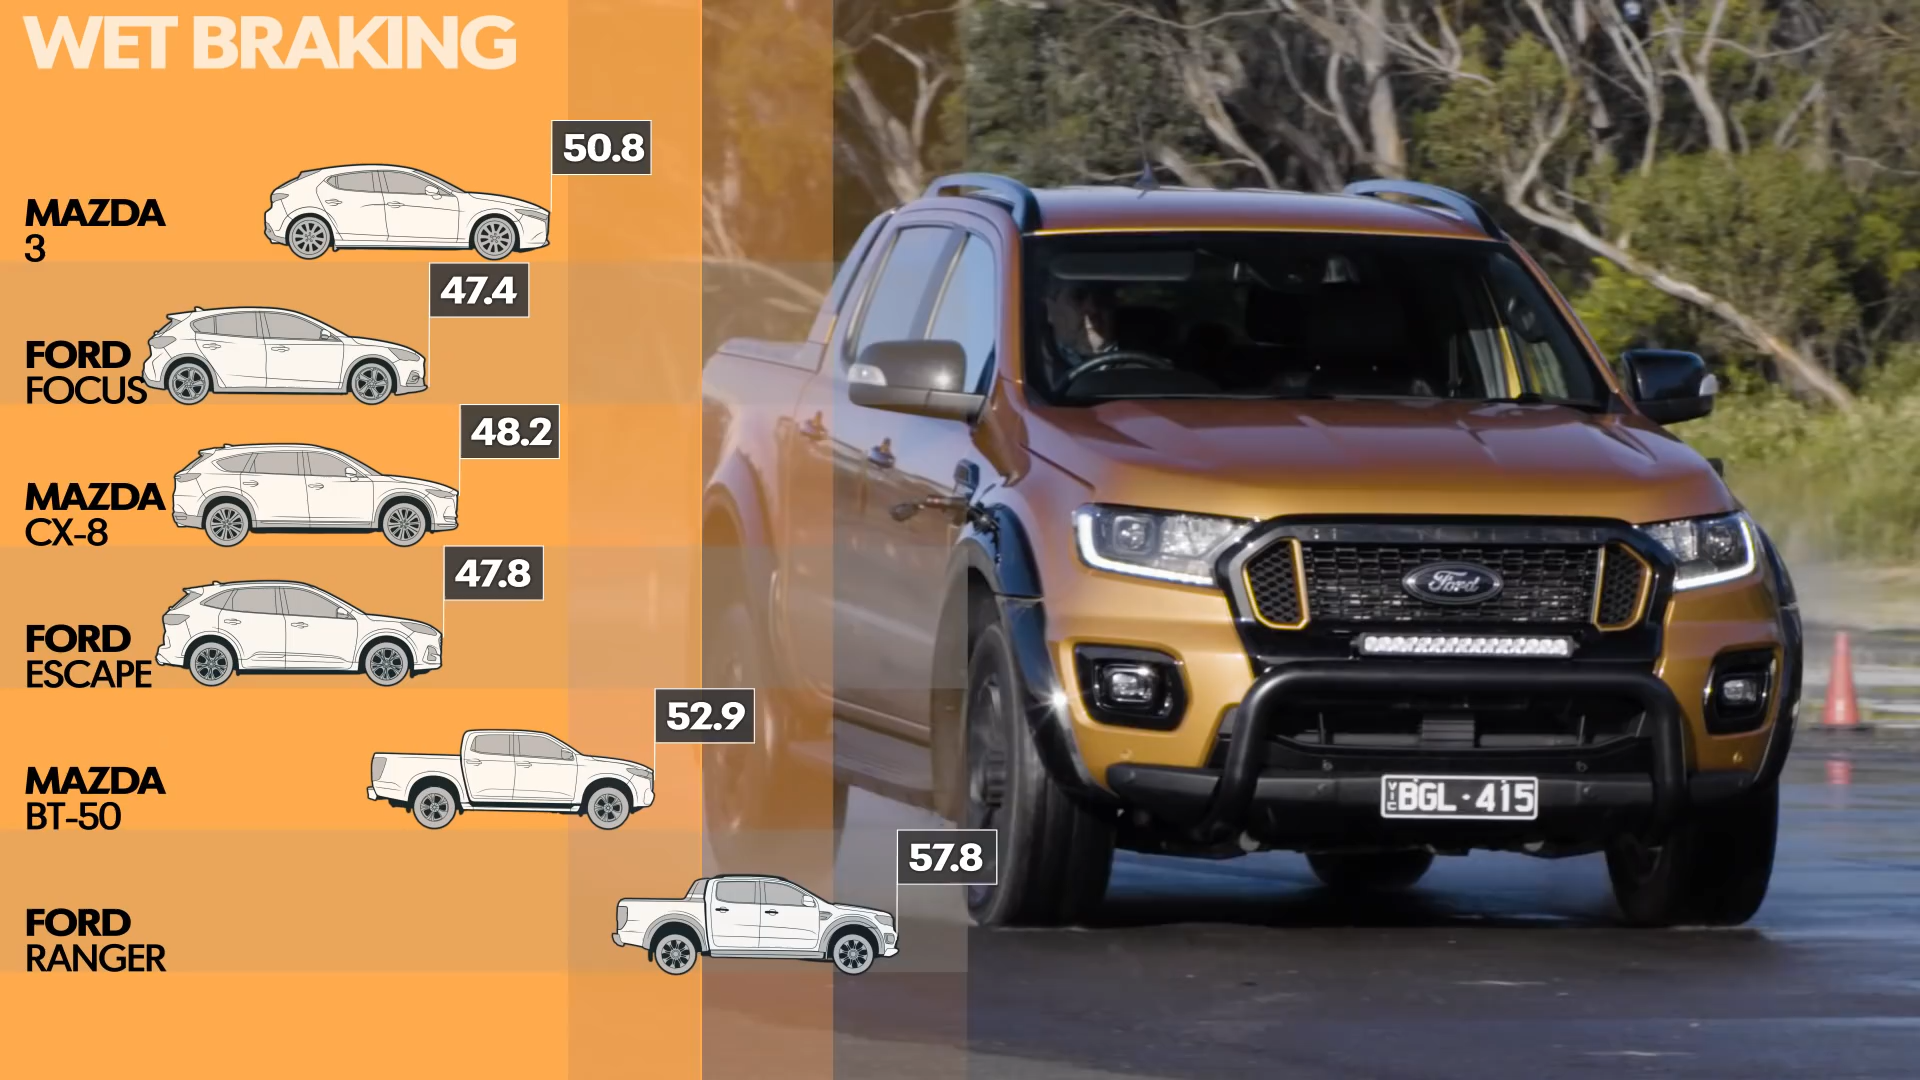 WET BRAKING
50.8
MAZDA
3
47.4
FORD
FOCUS
48.2
MAZDA
CX-8
47.8
FORD
ESCAPE
52.9
MAZDA
BT-50
57.8
FORD
RANGER
Ford
VIC
BGL·415